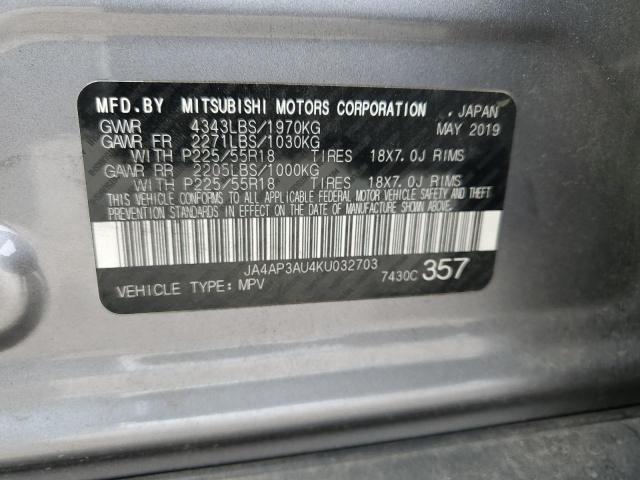 MFD.BY MITSUBISHI MOTORS CORPORATION , JAPAN
GVWR 4343LBS/1970KG MAY 2019
GAWR FR 2271LBS/1030KG
WITH P225/55R18 TIRES 18X7.0J RIMS
GAWR RR 2205LBS/1000KG
WITH P225/55R18 TIRES 18X7.0J RIMS
THIS VEHICLE CONFORMS TO ALL APPLICABLE FEDERAL MOTOR VEHICLE SAFETY AND THEFT
PREVENTION STANDARDS IN EFFECT ON THE DATE OF MANUFACTURE SHOWN ABOVE.
JA4AP3AU4KU032703
7430C 357
VEHICLE TYPE: MPV